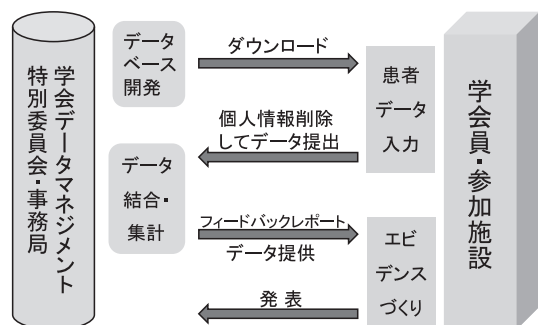 学会データマネジメント
特別委員会・事務局
データ
ベース
開発
ダウンロード
患者
データ
入力
個人情報削除
してデータ提出
データ
結合・
集計
フィードバックレポート
データ提供
エビ
デンス
づくり
発 表
学会員・参加施設